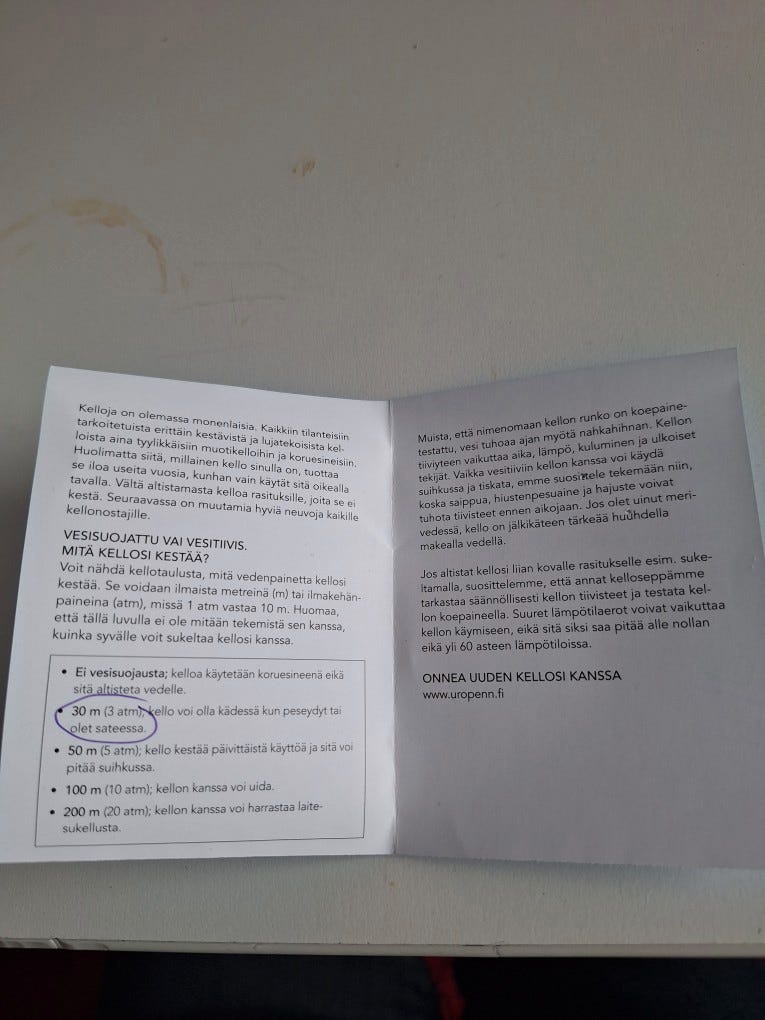 Kelloja on olemassa monenlaisia. Kaikkiin tilanteisiin
tarkoitetuista erittäin kestävistä ja lujatekoisista kel-
loista aina tyylikkäisiin muotikelloihin ja koruesineisiin.
Huolimatta siitä, millainen kello sinulla on, tuottaa
se iloa useita vuosia, kunhan vain käytät sitä oikealla
tavalla. Vältä altistamasta kelloa rasituksille, joita se ei
kestä. Seuraavassa on muutamia hyviä neuvoja kaikille
kellonostajille.
VESISUOJATTU VAI VESITIIVIS.
MITÄ KELLOSI KESTÄÄ?
Voit nähdä kellotaulusta, mitä vedenpainetta kellosi
kestää. Se voidaan ilmaista metreinä (m) tai ilmakehän-
paineina (atm), missä 1 atm vastaa 10 m. Huomaa,
että tällä luvulla ei ole mitään tekemistä sen kanssa,
kuinka syvälle voit sukeltaa kellosi kanssa.
• Ei vesisuojausta; kelloa käytetään koruesineenä eikä
sitä altisteta vedelle.
• 30 m (3 atm); kello voi olla kädessä kun peseydyt tai
olet sateessa.
• 50 m (5 atm); kello kestää päivittäistä käyttöä ja sitä voi
pitää suihkussa.
• 100 m (10 atm); kellon kanssa voi uida.
• 200 m (20 atm); kellon kanssa voi harrastaa laite-
sukellusta.
Muista, että nimenomaan kellon runko on koepaine-
testattu, vesi tuhoaa ajan myötä nahkahihnan. Kellon
tiiviyteen vaikuttaa aika, lämpö, kuluminen ja ulkoiset
tekijät. Vaikka vesitiiviin kellon kanssa voi käydä
suihkussa ja tiskata, emme suosittele tekemään niin,
koska saippua, hiustenpesuaine ja hajuste voivat
tuhota tiivisteet ennen aikojaan. Jos olet uinut meri-
vedessä, kello on jälkikäteen tärkeää huuhdella
makealla vedellä.
Jos altistat kellosi liian kovalle rasitukselle esim. suke-
ltamalla, suosittelemme, että annat kelloseppämme
tarkastaa säännöllisesti kellon tiivisteet ja testata kel-
lon koepaineella. Suuret lämpötilaerot voivat vaikuttaa
kellon käymiseen, eikä sitä siksi saa pitää alle nollan
eikä yli 60 asteen lämpötiloissa.
ONNEA UUDEN KELLOSI KANSSA
www.uropenn.fi